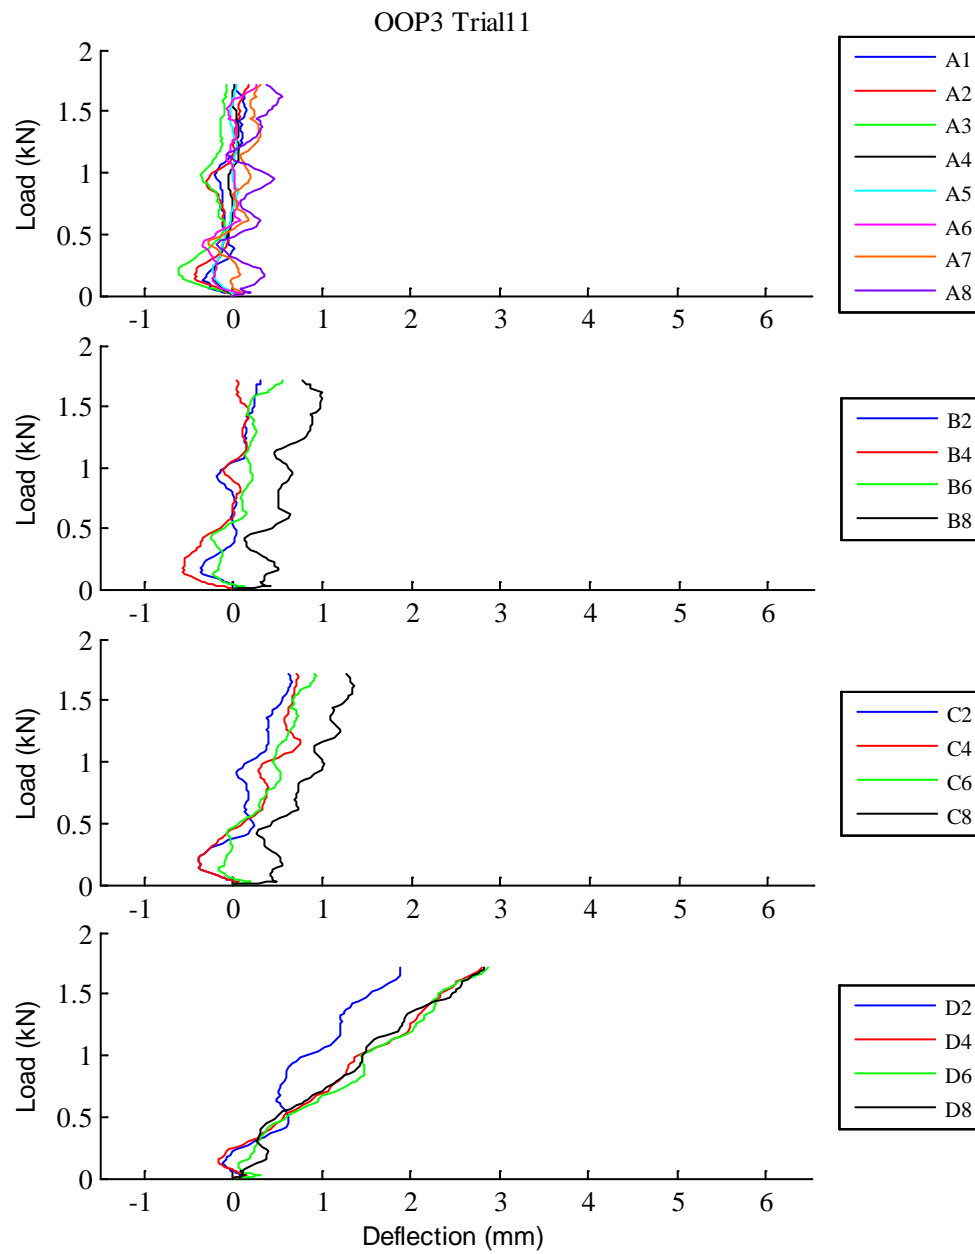 OOP3 Trial11
2
1.5
1
0.5
0
Load (kN)
-1 0 1 2 3 4 5 6
A1
A2
A3
A4
A5
A6
A7
A8
2
1.5
1
0.5
0
Load (kN)
-1 0 1 2 3 4 5 6
B2
B4
B6
B8
2
1.5
1
0.5
0
Load (kN)
-1 0 1 2 3 4 5 6
C2
C4
C6
C8
2
1.5
1
0.5
0
Load (kN)
-1 0 1 2 3 4 5 6
Deflection (mm)
D2
D4
D6
D8